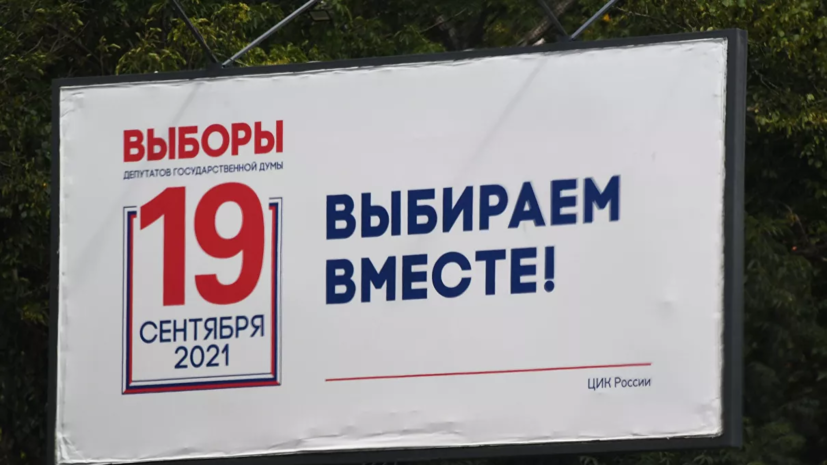 ВЫБОРЫ
ДЕПУТАТОВ ГОСУДАРСТВЕННОЙ ДУМЫ
19
СЕНТЯБРЯ
2021
ВЫБИРАЕМ
ВМЕСТЕ!
ЦИК России